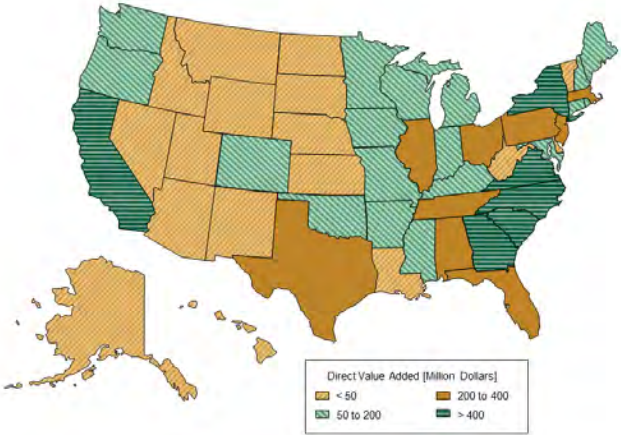 Direct Value Added [Million Dollars]
< 50 200 to 400
50 to 200 > 400